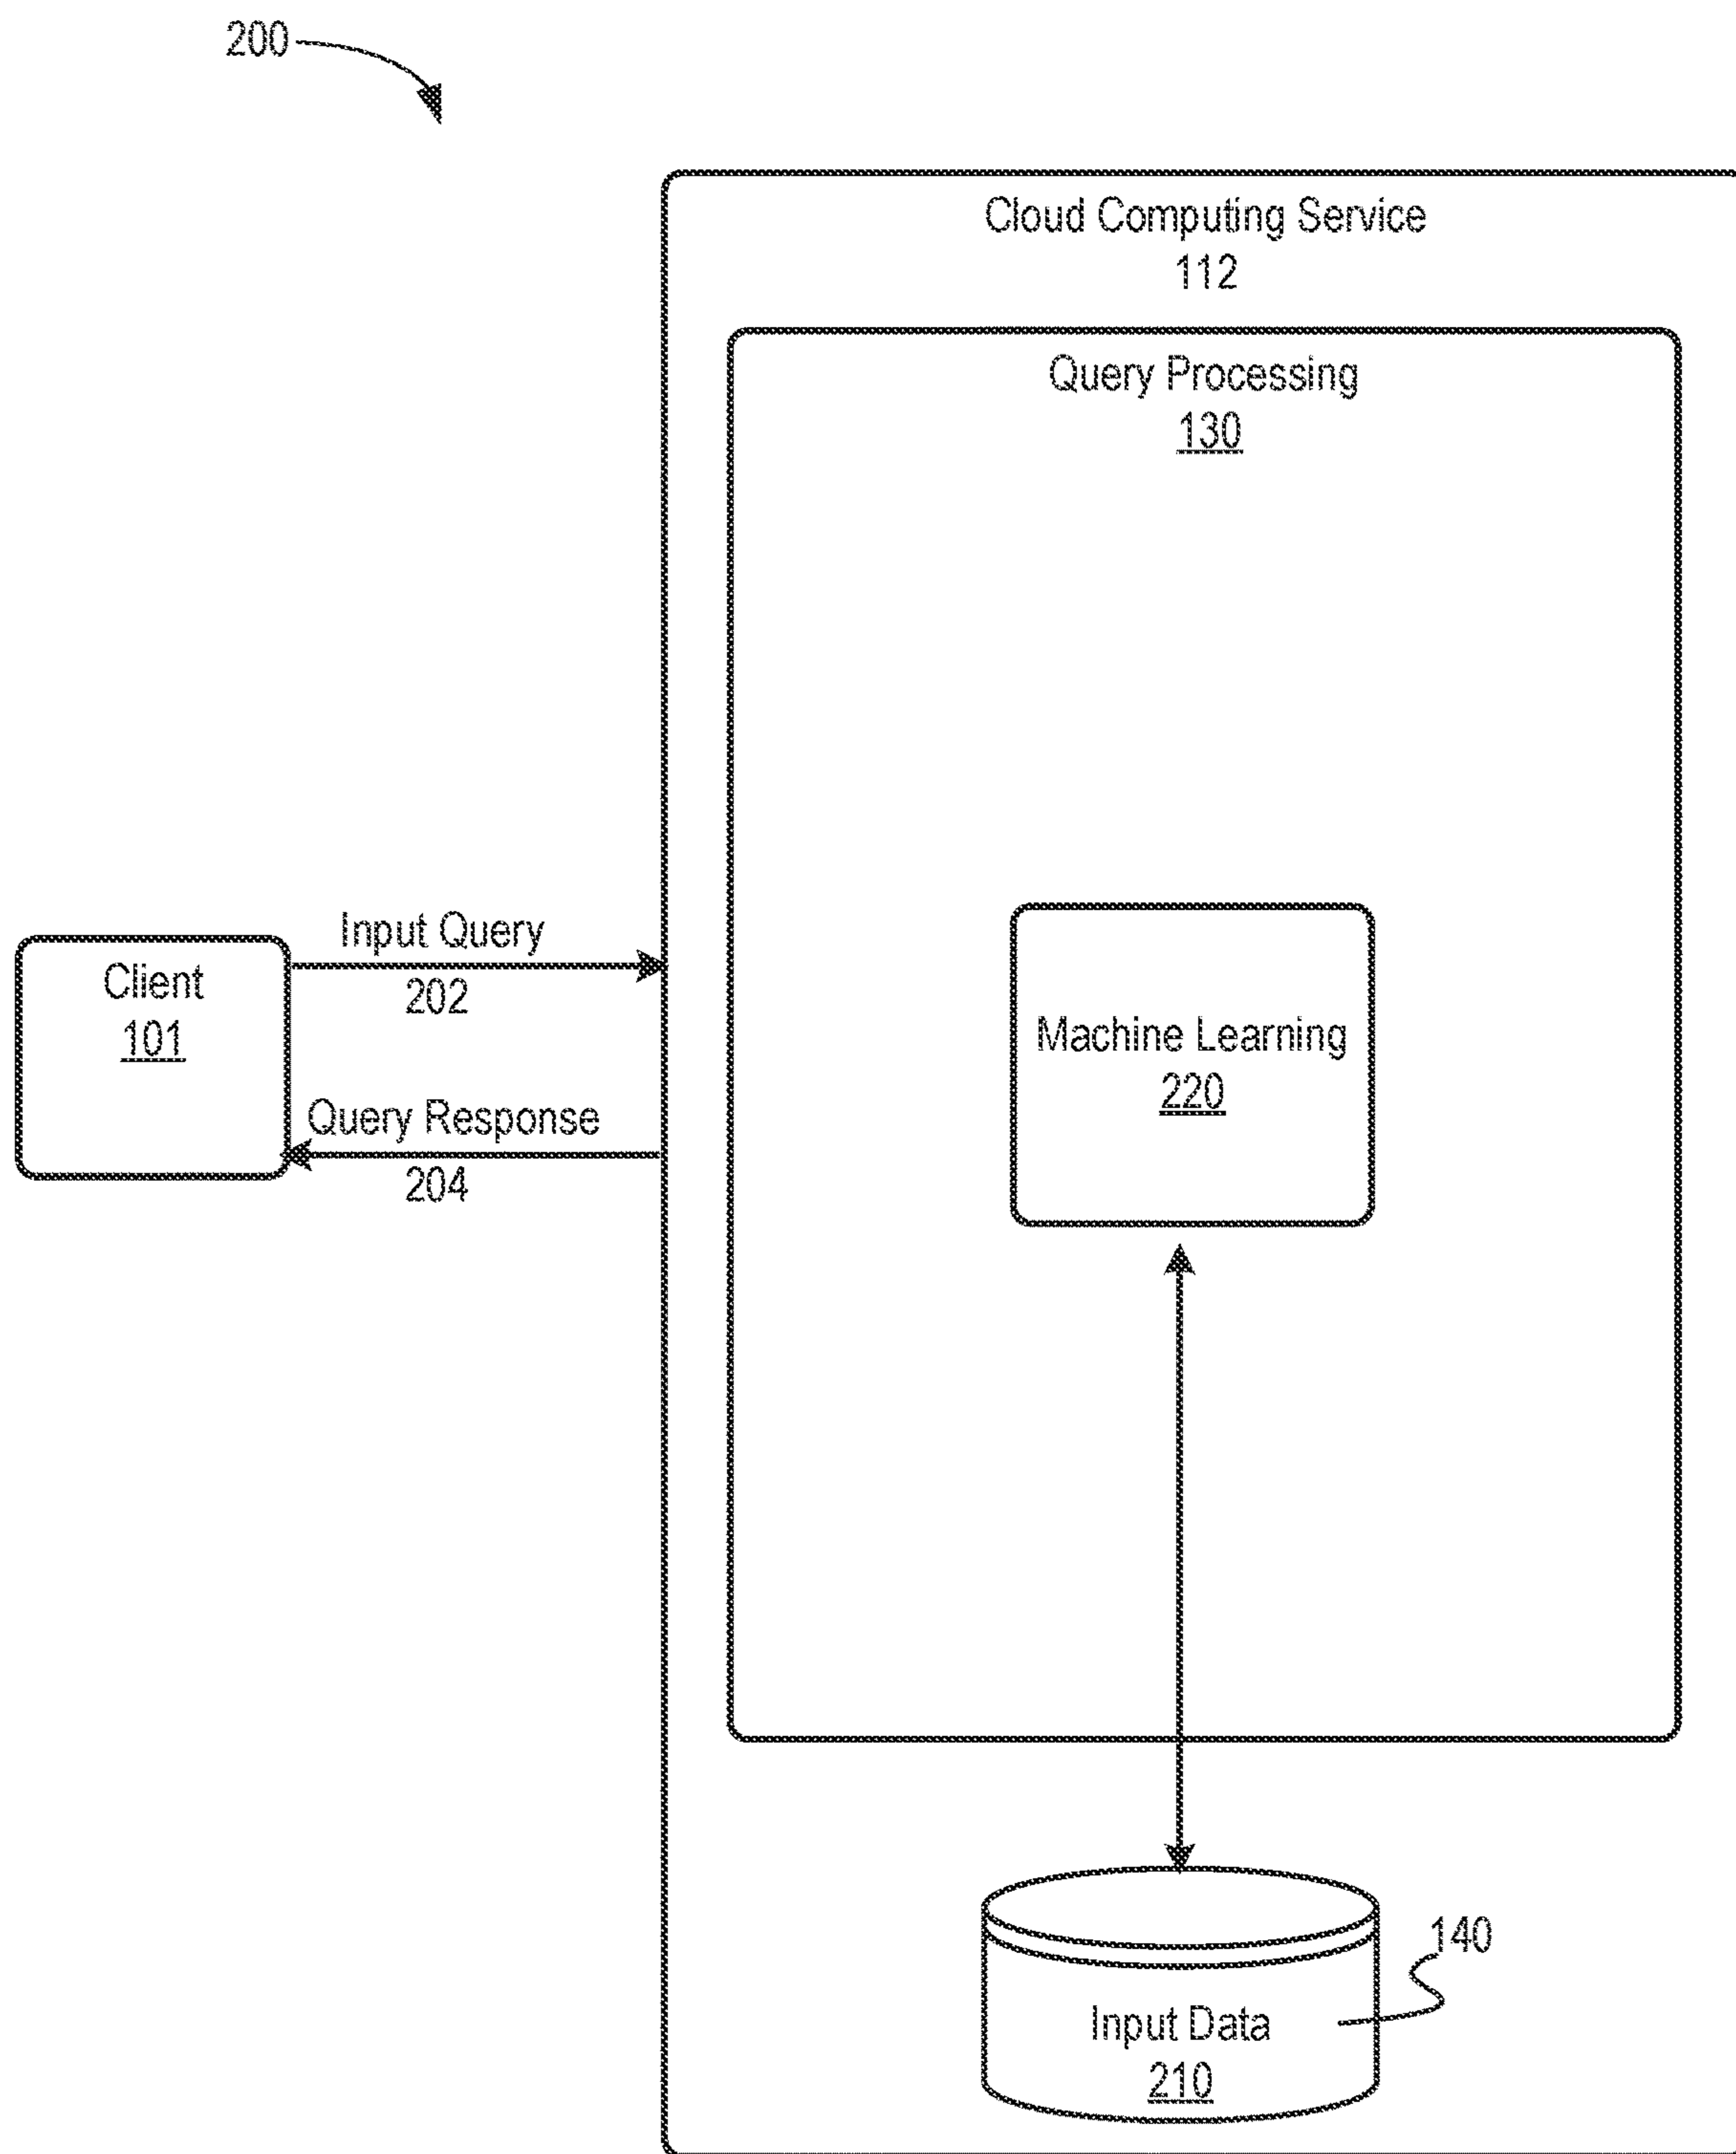 200
Cloud Computing Service
112
Query Processing
130
Input Query
202
Client
101
Machine Learning
220
Query Response
204
140
Input Data
210